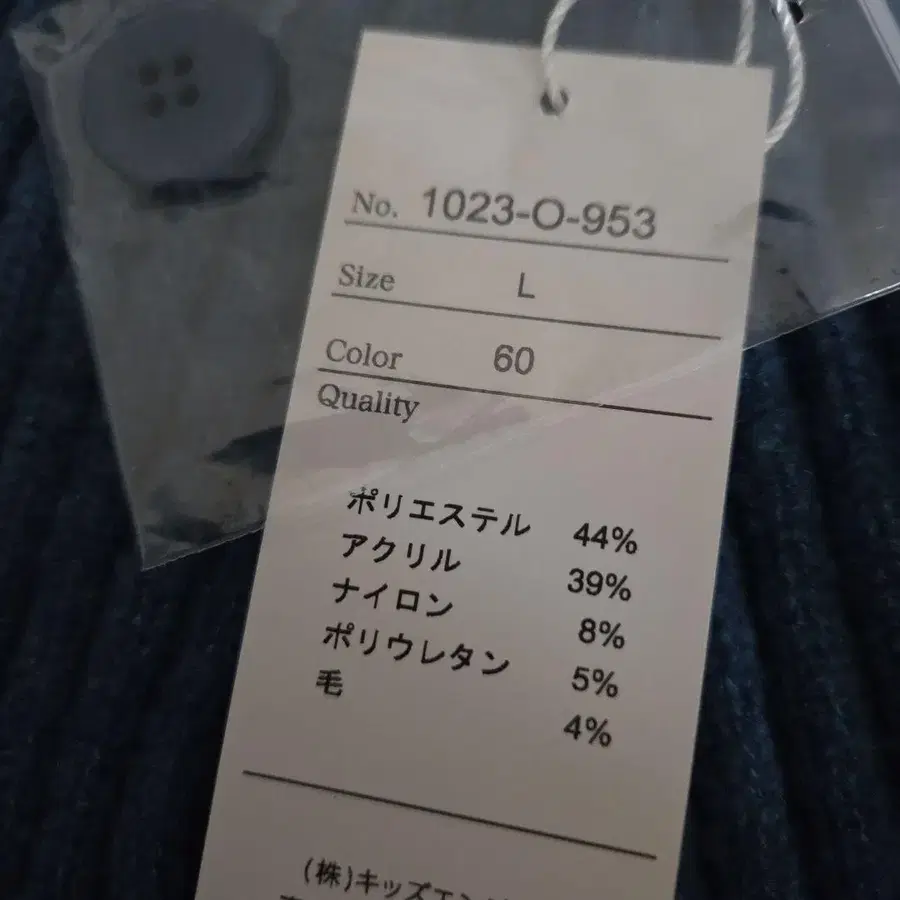 No. 1023-O-953
Size L
Color 60
Quality
ポリエステル 44%
アクリル 39%
ナイロン 8%
ポリウレタン 5%
毛 4%
(株)キッズエン